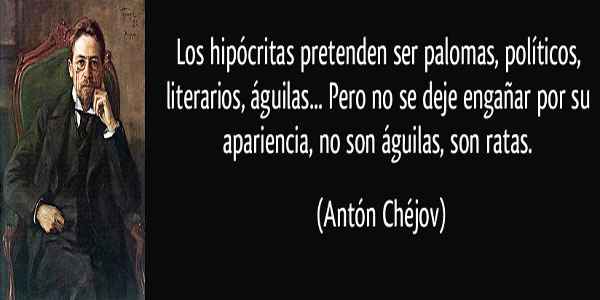 Los hipócritas pretenden ser palomas, políticos,
literarios, águilas... Pero no se deje engañar por su
apariencia, no son águilas, son ratas.
(Antón Chéjov)